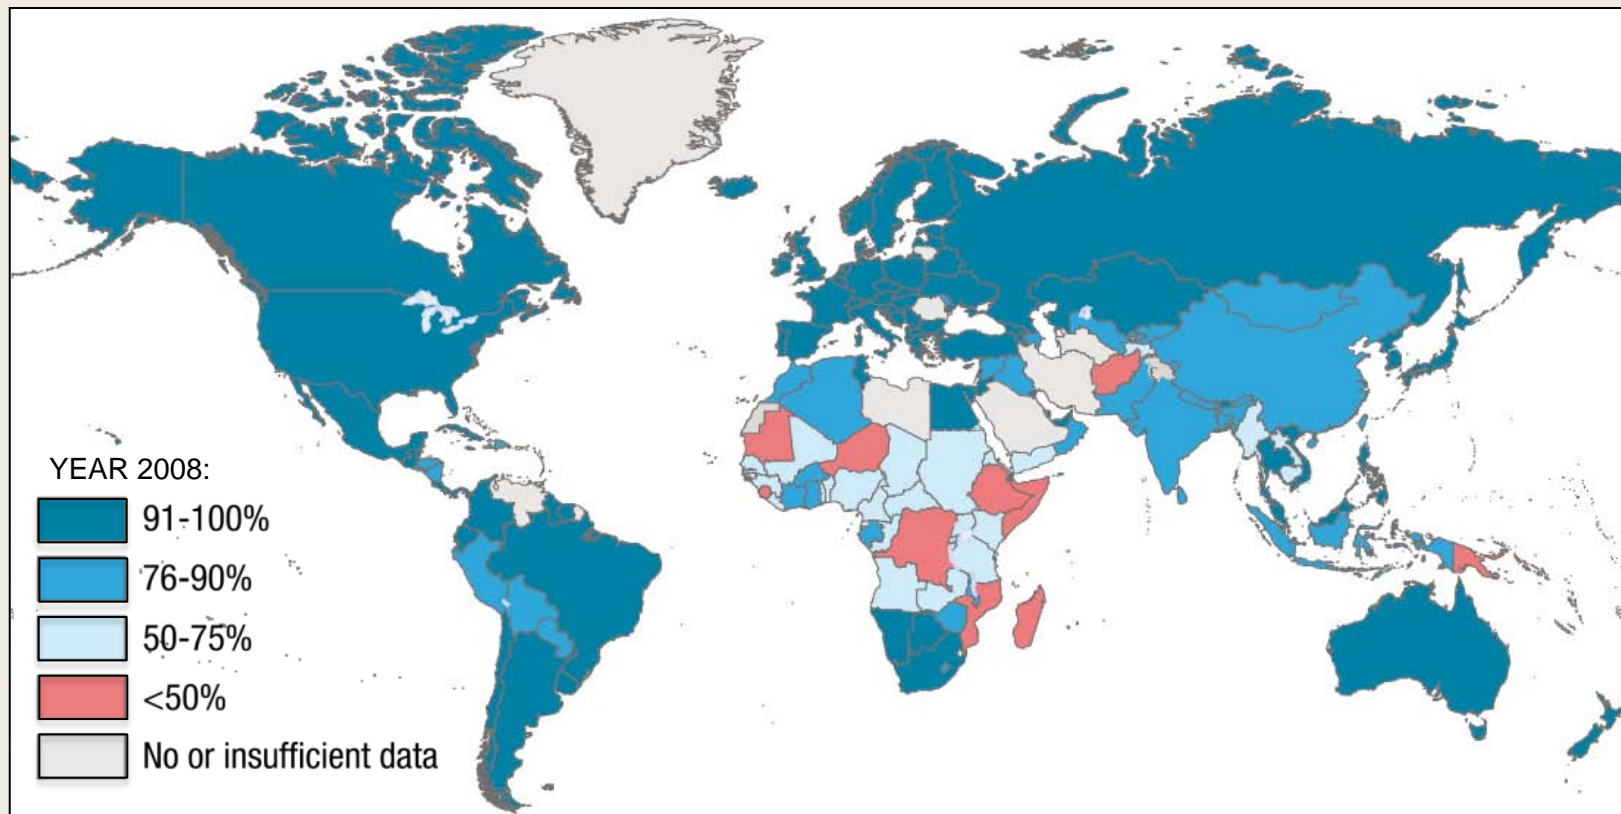 YEAR 2008:
91-100%
76-90%
50-75%
<50%
No or insufficient data